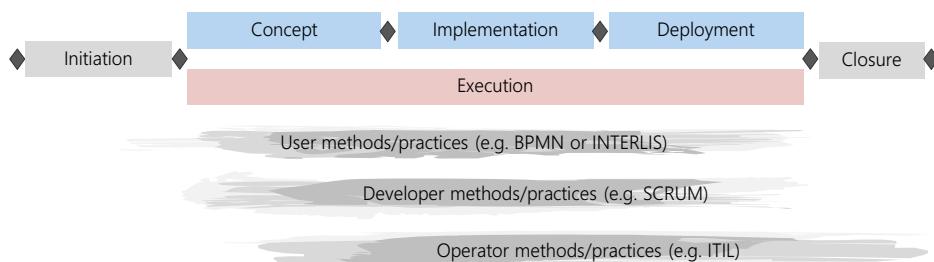 Concept
Implementation
Deployment
Initiation
Closure
Execution
User methods/practices (e.g. BPMN or INTERLIS)
Developer methods/practices (e.g. SCRUM)
Operator methods/practices (e.g. ITIL)